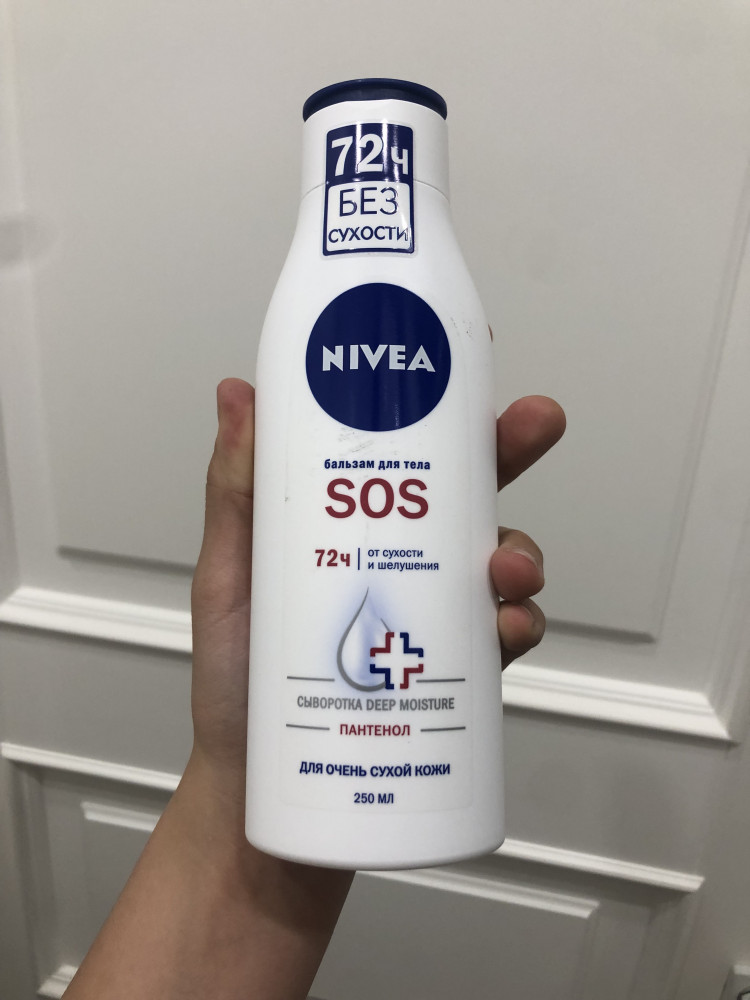 72ч
БЕЗ
СУХОСТИ
NIVEA
бальзам для тела
SOS
72ч | от сухости
и шелушения
СЫВОРОТКА DEEP MOISTURE
ПАНТЕНОЛ
ДЛЯ ОЧЕНЬ СУХОЙ КОЖИ
250 МЛ